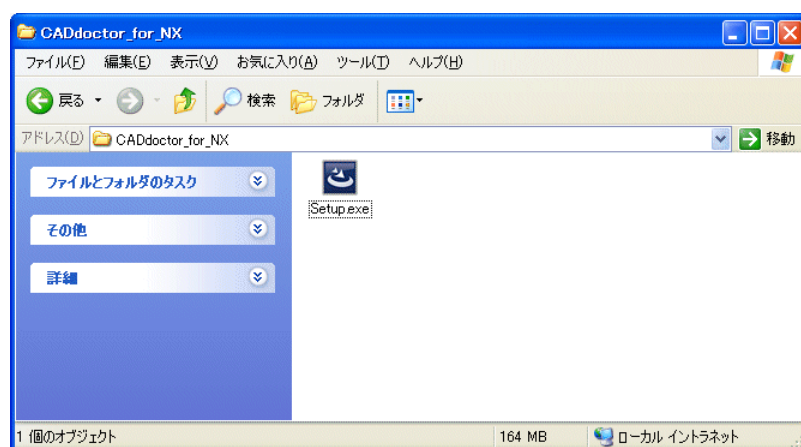 CADdoctor_for_NX
ファイル(F) 編集(E) 表示(V) お気に入り(A) ツール(T) ヘルプ(H)
戻る 検索 フォルダ
アドレス(D) CADdoctor_for_NX 移動
ファイルとフォルダのタスク
Setup.exe
その他
詳細
1 個のオブジェクト 164 MB ローカル イントラネット